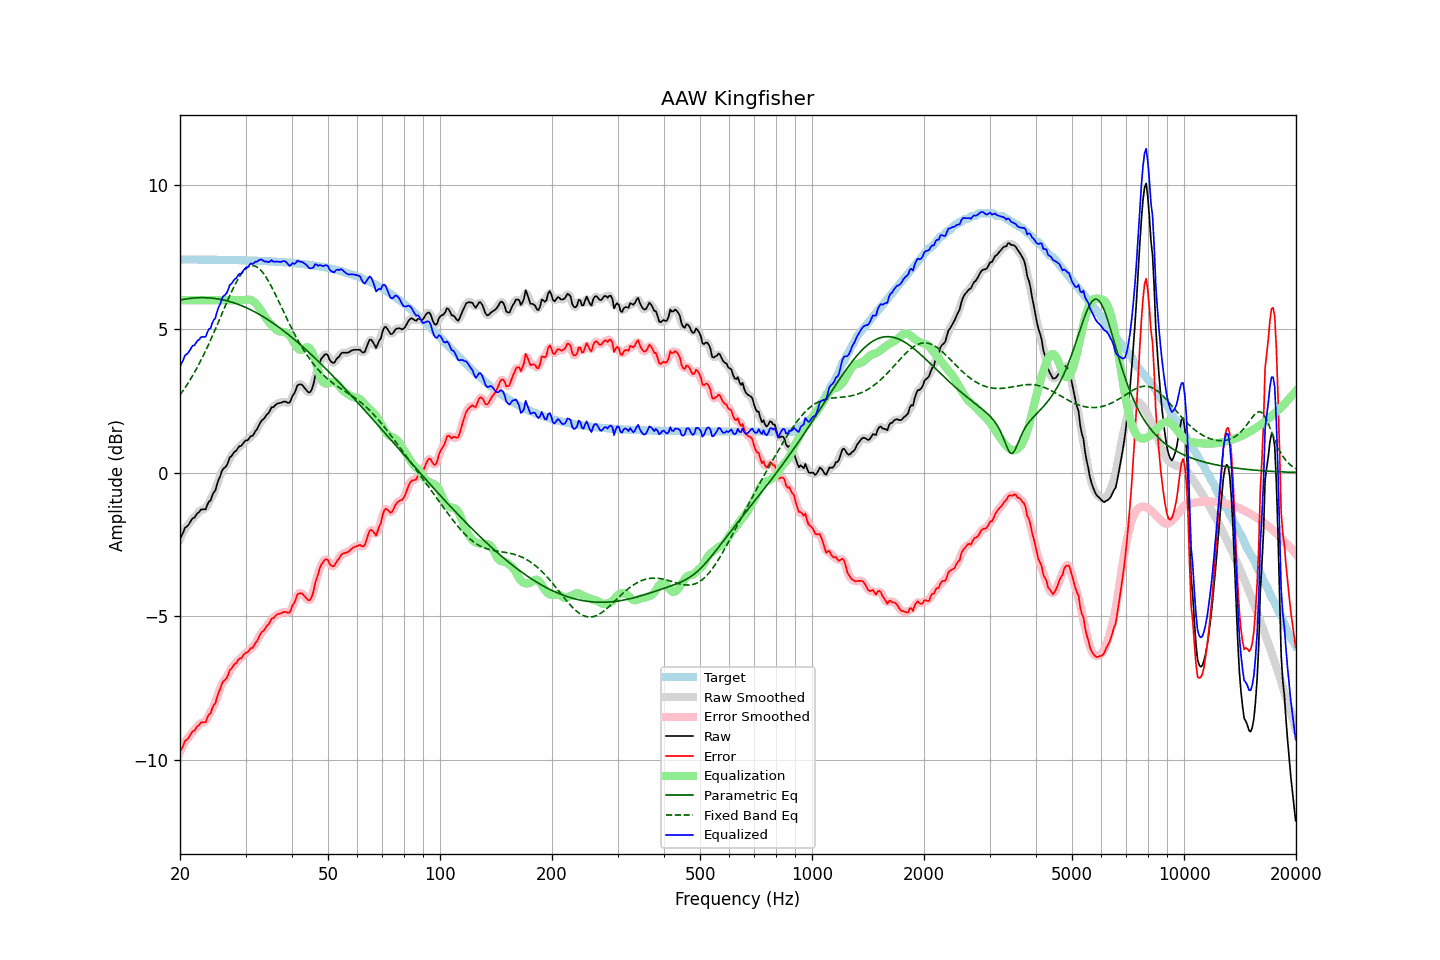 AAW Kingfisher
Amplitude (dBr)
10
5
0
−5
−10
Target
Raw Smoothed
Error Smoothed
Raw
Error
Equalization
Parametric Eq
Fixed Band Eq
Equalized
20 50 100 200 500 1000 2000 5000 10000 20000
Frequency (Hz)